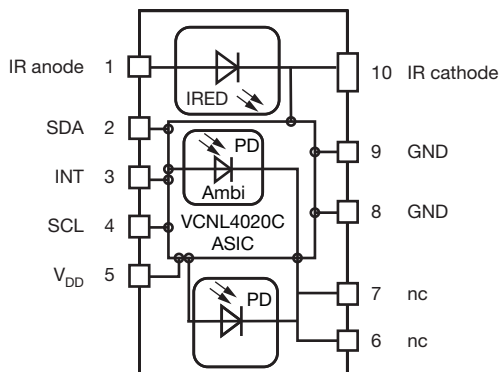 IR anode 1
10 IR cathode
IRED
SDA 2
PD
9 GND
INT 3
Ambi
8 GND
SCL 4
VCNL4020C
ASIC
VDD 5
7 nc
PD
6 nc